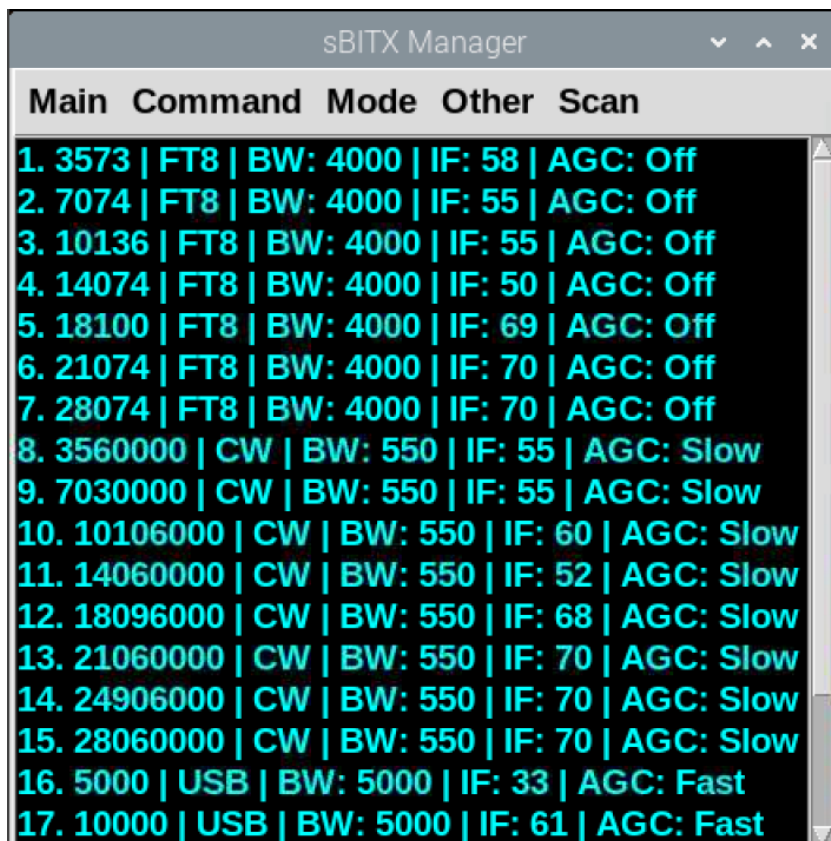 sBITX Manager
Main Command Mode Other Scan
1. 3573 | FT8 | BW: 4000 | IF: 58 | AGC: Off
2. 7074 | FT8 | BW: 4000 | IF: 55 | AGC: Off
3. 10136 | FT8 | BW: 4000 | IF: 55 | AGC: Off
4. 14074 | FT8 | BW: 4000 | IF: 50 | AGC: Off
5. 18100 | FT8 | BW: 4000 | IF: 69 | AGC: Off
6. 21074 | FT8 | BW: 4000 | IF: 70 | AGC: Off
7. 28074 | FT8 | BW: 4000 | IF: 70 | AGC: Off
8. 3560000 | CW | BW: 550 | IF: 55 | AGC: Slow
9. 7030000 | CW | BW: 550 | IF: 55 | AGC: Slow
10. 10106000 | CW | BW: 550 | IF: 60 | AGC: Slow
11. 14060000 | CW | BW: 550 | IF: 52 | AGC: Slow
12. 18096000 | CW | BW: 550 | IF: 68 | AGC: Slow
13. 21060000 | CW | BW: 550 | IF: 70 | AGC: Slow
14. 24906000 | CW | BW: 550 | IF: 70 | AGC: Slow
15. 28060000 | CW | BW: 550 | IF: 70 | AGC: Slow
16. 5000 | USB | BW: 5000 | IF: 33 | AGC: Fast
17. 10000 | USB | BW: 5000 | IF: 61 | AGC: Fast